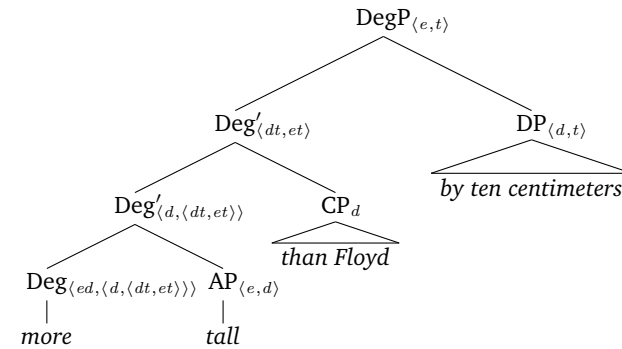 DegP⟨e,t⟩
Deg′⟨dt,et⟩ DP⟨d,t⟩
by ten centimeters
Deg′⟨d,⟨dt,et⟩⟩ CP_d
than Floyd
Deg⟨ed,⟨d,⟨dt,et⟩⟩⟩ AP⟨e,d⟩
more tall